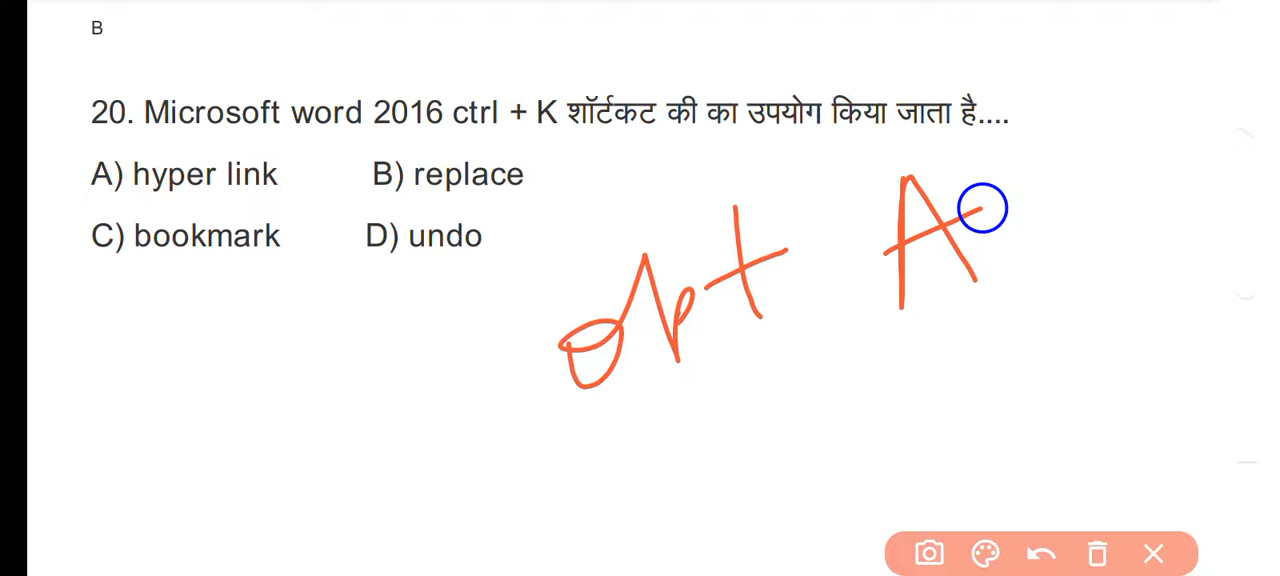 B
20. Microsoft word 2016 ctrl + K शॉर्टकट की का उपयोग किया जाता है....
A) hyper link B) replace
C) bookmark D) undo
opt A